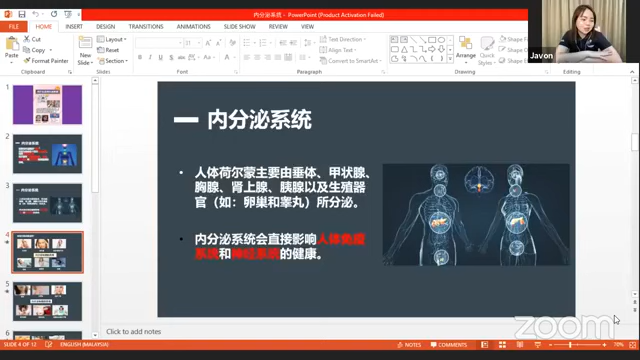 内分泌系统 - PowerPoint (Product Activation Failed)
FILE HOME INSERT DESIGN TRANSITIONS ANIMATIONS SLIDE SHOW REVIEW VIEW
Paste
Cut
Copy
Format Painter
New
Slide
Layout
Reset
Section
Text Direction
Align Text
Convert to SmartArt
Arrange
Quick
Styles
Shape
Shape
Shape
Clipboard Slides Font Paragraph Drawing Editing
Javon
1
2
3
4
5
6
内分泌系统
• 人体荷尔蒙主要由垂体、甲状腺、
胸腺、肾上腺、胰腺以及生殖器
官（如：卵巢和睾丸）所分泌。
• 内分泌系统会直接影响人体免疫
系统和神经系统的健康。
Click to add notes
zoom
SLIDE 4 OF 12 ENGLISH (MALAYSIA) NOTES COMMENTS 70%